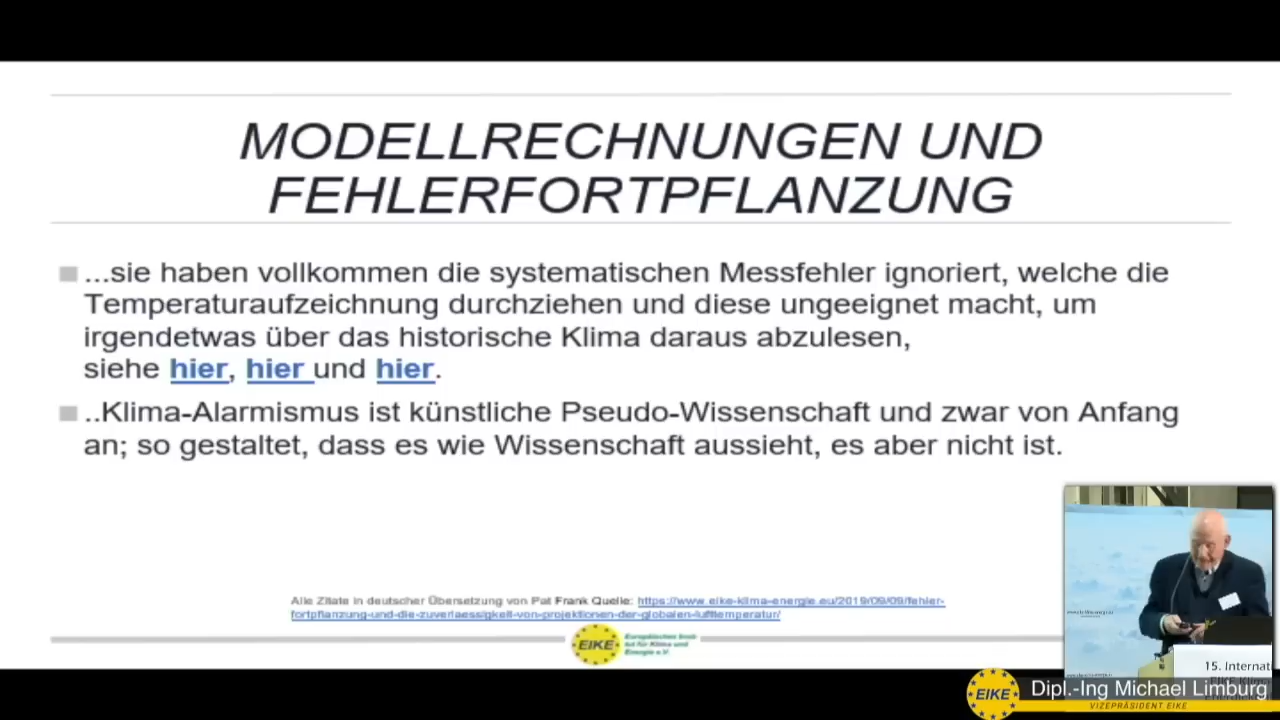 MODELLRECHNUNGEN UND
FEHLERFORTPFLANZUNG
...sie haben vollkommen die systematischen Messfehler ignoriert, welche die
Temperaturaufzeichnung durchziehen und diese ungeeignet macht, um
irgendetwas über das historische Klima daraus abzulesen,
siehe hier, hier und hier.
..Klima-Alarmismus ist künstliche Pseudo-Wissenschaft und zwar von Anfang
an; so gestaltet, dass es wie Wissenschaft aussieht, es aber nicht ist.
Alle Zitate in deutscher Übersetzung von Pat Frank Quelle: https://www.eike-klima-energie.eu/2019/09/09/fehler-
fortpflanzung-und-die-zuverlaessigkeit-von-projektionen-der-globalen-lufttemperatur/
EIKE
Europäisches Insti
tut für Klima und
Energie e.V
15. Internat
EIKE Klima
EIKE
Dipl.-Ing Michael Limburg
VIZEPRÄSIDENT EIKE